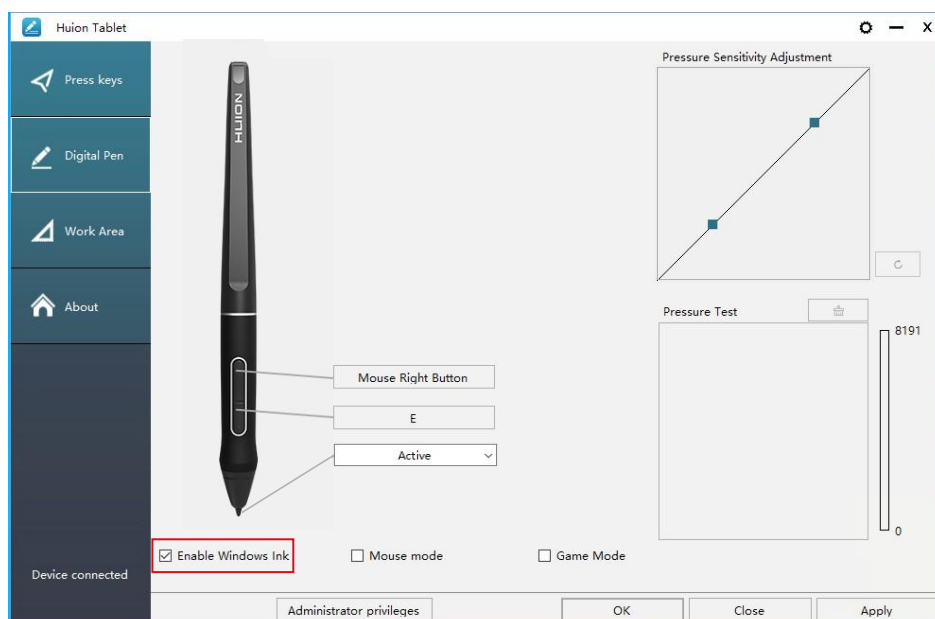 Huion Tablet
X
Press keys
Digital Pen
Work Area
About
Device connected
HUION
Mouse Right Button
E
Active
Pressure Sensitivity Adjustment
Pressure Test
8191
0
Enable Windows Ink
Mouse mode
Game Mode
Administrator privileges
OK
Close
Apply